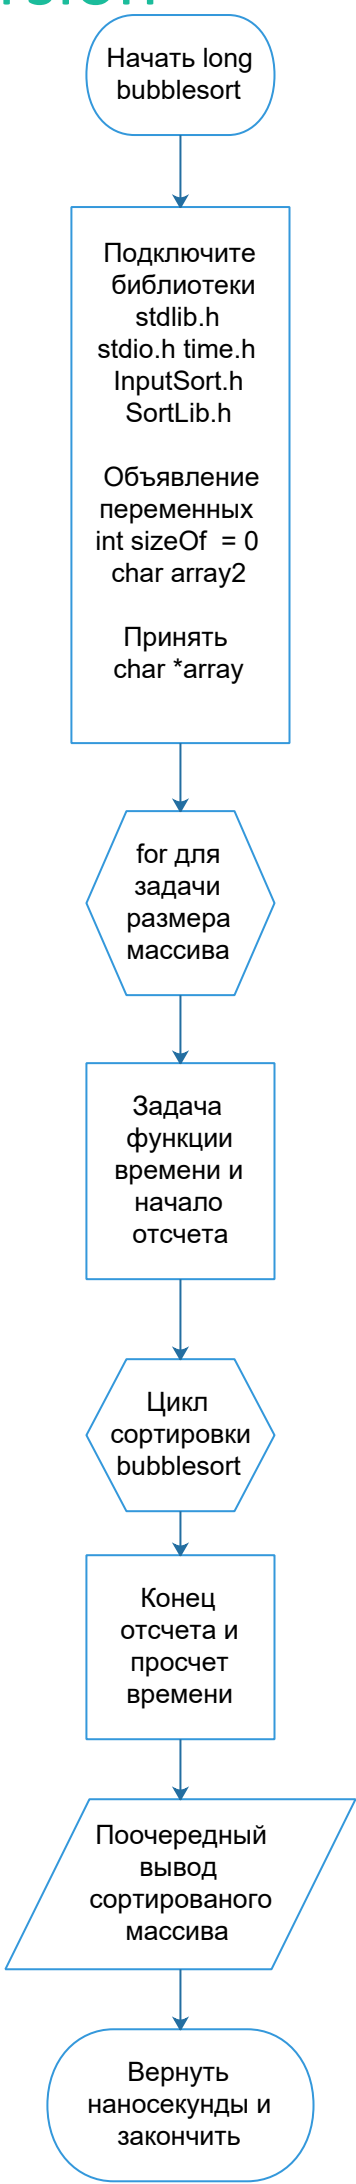 Начать long
bubblesort
Подключите
библиотеки
stdlib.h
stdio.h time.h
InputSort.h
SortLib.h
Объявление
переменных
int sizeOf = 0
char array2
Принять
char *array
for для
задачи
размера
массива
Задача
функции
времени и
начало
отсчета
Цикл
сортировки
bubblesort
Конец
отсчета и
просчет
времени
Поочередный
вывод
сортированого
массива
Вернуть
наносекунды и
закончить